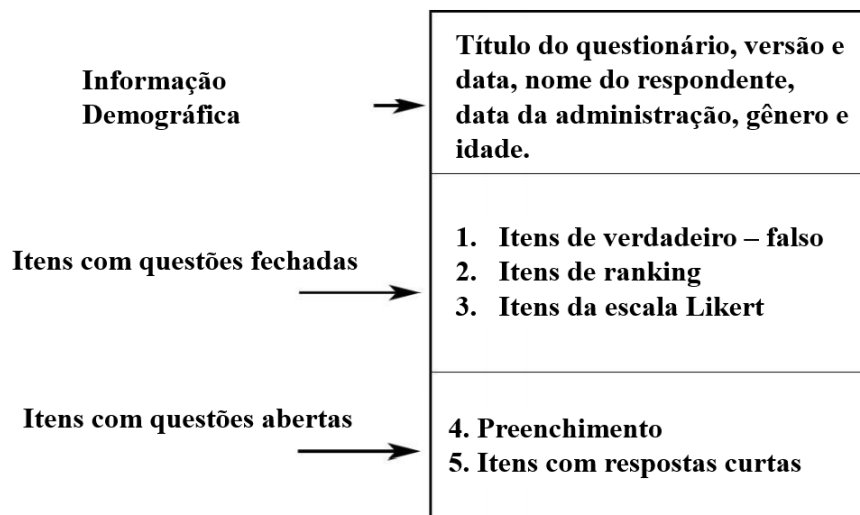 Informação
Demográfica
Título do questionário, versão e
data, nome do respondente,
data da administração, gênero e
idade.
Itens com questões fechadas
1. Itens de verdadeiro – falso
2. Itens de ranking
3. Itens da escala Likert
Itens com questões abertas
4. Preenchimento
5. Itens com respostas curtas